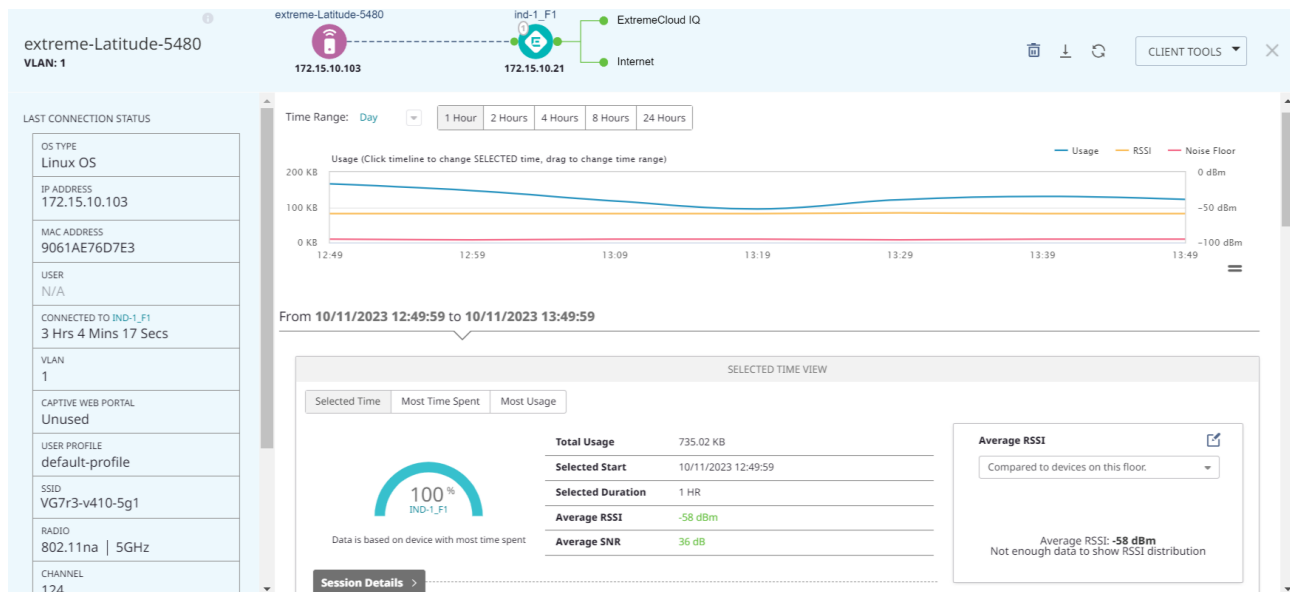 extreme-Latitude-5480
VLAN: 1
extreme-Latitude-5480
172.15.10.103
ind-1_F1
1
172.15.10.21
ExtremeCloud IQ
Internet
CLIENT TOOLS
LAST CONNECTION STATUS
OS TYPE
Linux OS
IP ADDRESS
172.15.10.103
MAC ADDRESS
9061AE76D7E3
USER
N/A
CONNECTED TO IND-1_F1
3 Hrs 4 Mins 17 Secs
VLAN
1
CAPTIVE WEB PORTAL
Unused
USER PROFILE
default-profile
SSID
VG7r3-v410-5g1
RADIO
802.11na | 5GHz
CHANNEL
124
Time Range: Day
1 Hour 2 Hours 4 Hours 8 Hours 24 Hours
Usage (Click timeline to change SELECTED time, drag to change time range)
Usage RSSI Noise Floor
200 KB 0 dBm
100 KB -50 dBm
0 KB -100 dBm
12:49 12:59 13:09 13:19 13:29 13:39 13:49
From 10/11/2023 12:49:59 to 10/11/2023 13:49:59
SELECTED TIME VIEW
Selected Time Most Time Spent Most Usage
100 %
IND-1_F1
Data is based on device with most time spent
Total Usage 735.02 KB
Selected Start 10/11/2023 12:49:59
Selected Duration 1 HR
Average RSSI -58 dBm
Average SNR 36 dB
Average RSSI
Compared to devices on this floor.
Average RSSI: -58 dBm
Not enough data to show RSSI distribution
Session Details >